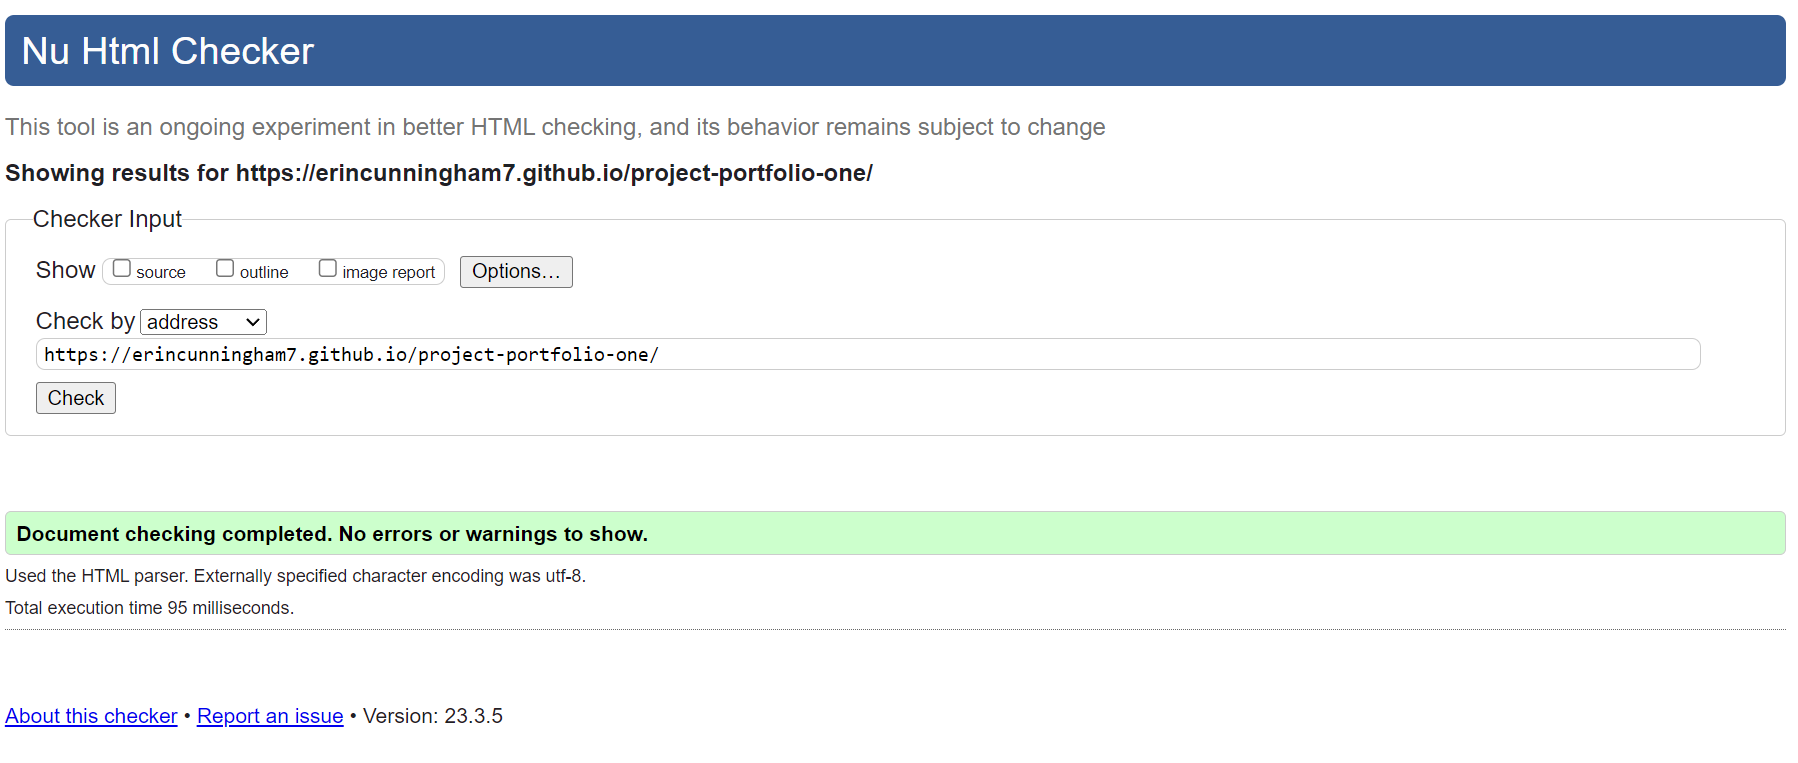 Nu Html Checker
This tool is an ongoing experiment in better HTML checking, and its behavior remains subject to change
Showing results for https://erincunningham7.github.io/project-portfolio-one/
Checker Input
Show source outline image report Options...
Check by address
https://erincunningham7.github.io/project-portfolio-one/
Check
Document checking completed. No errors or warnings to show.
Used the HTML parser. Externally specified character encoding was utf-8.
Total execution time 95 milliseconds.
About this checker • Report an issue • Version: 23.3.5